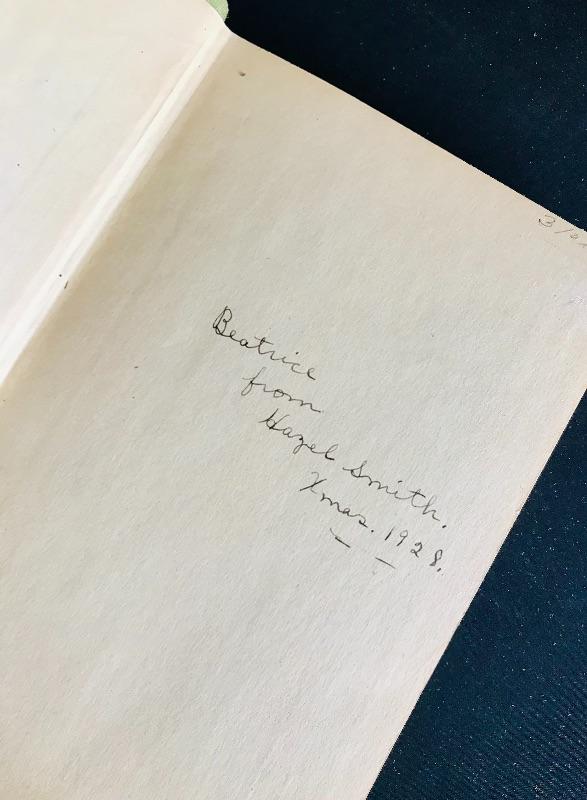 Beatrice
from
Hazel Smith.
Xmas. 1928.